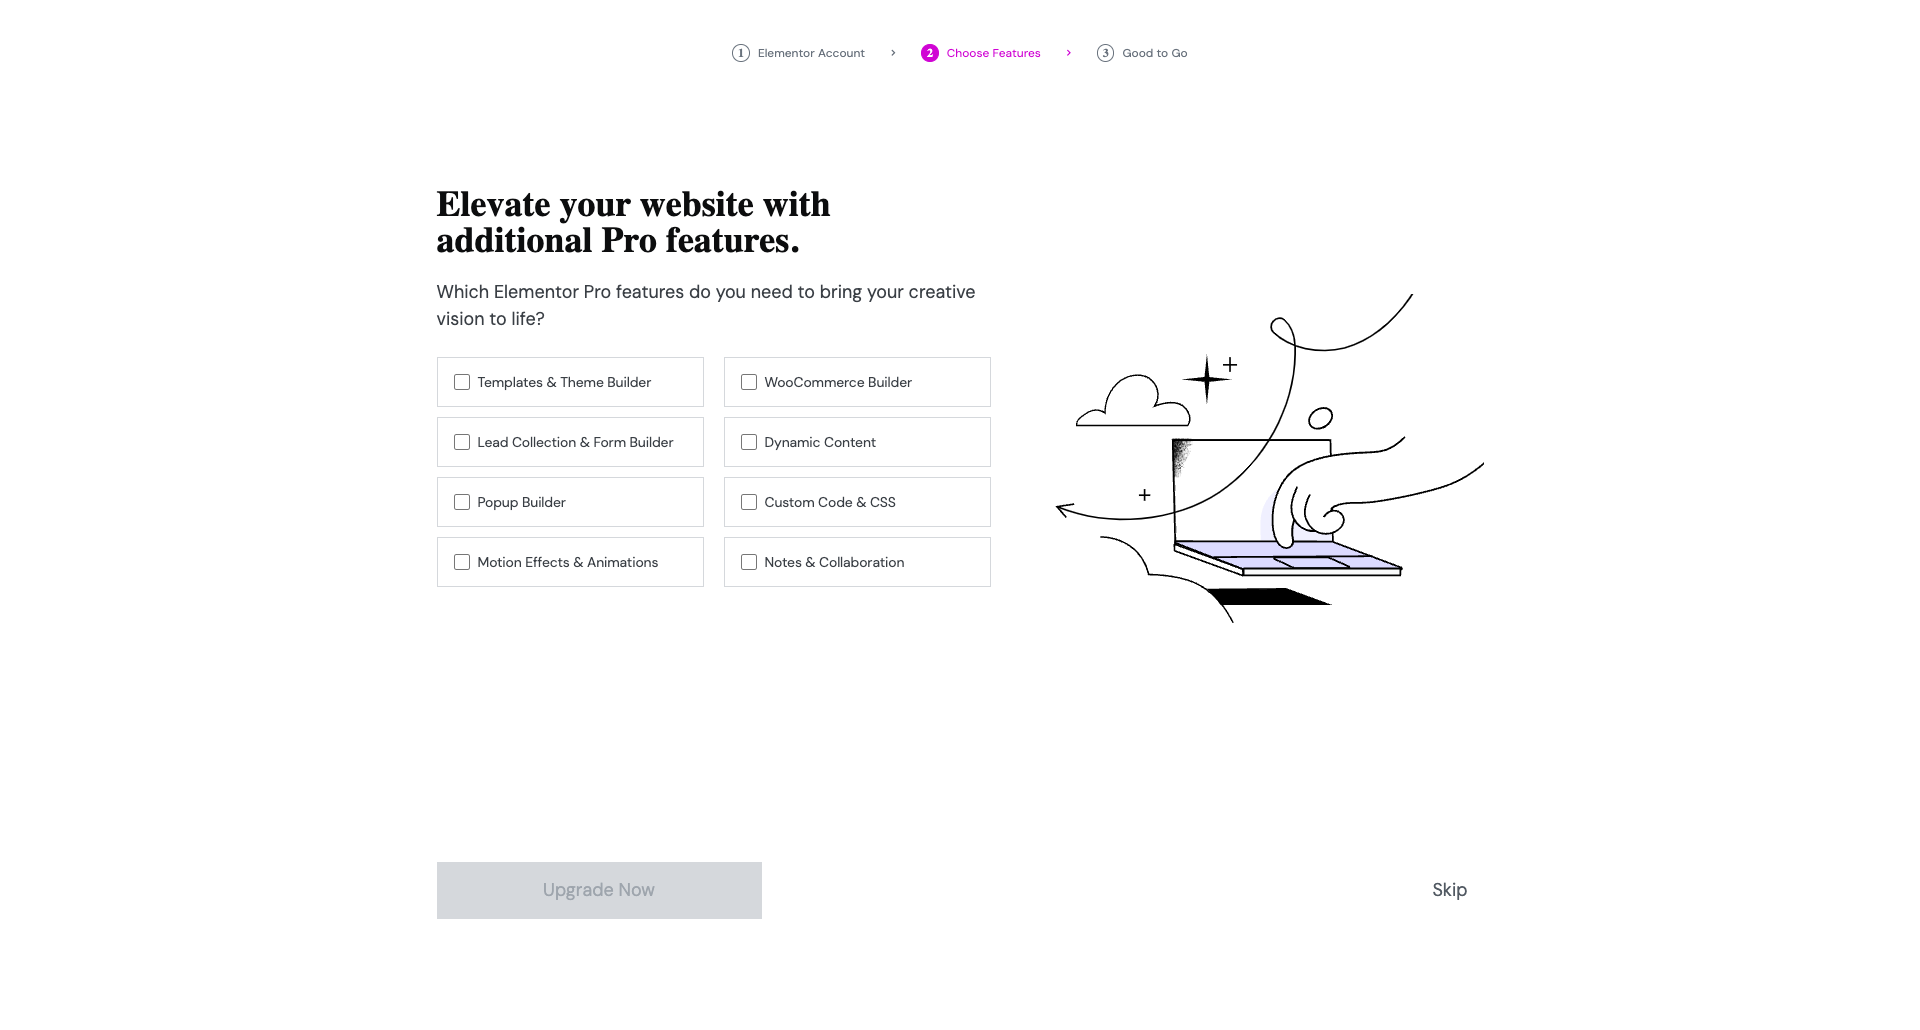 1 Elementor Account > 2 Choose Features > 3 Good to Go
Elevate your website with
additional Pro features.
Which Elementor Pro features do you need to bring your creative
vision to life?
Templates & Theme Builder
WooCommerce Builder
Lead Collection & Form Builder
Dynamic Content
Popup Builder
Custom Code & CSS
Motion Effects & Animations
Notes & Collaboration
Upgrade Now
Skip